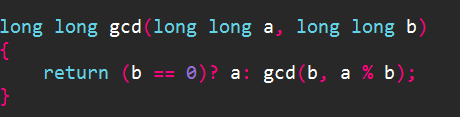 long long gcd(long long a, long long b)
{
    return (b == 0)? a: gcd(b, a % b);
}